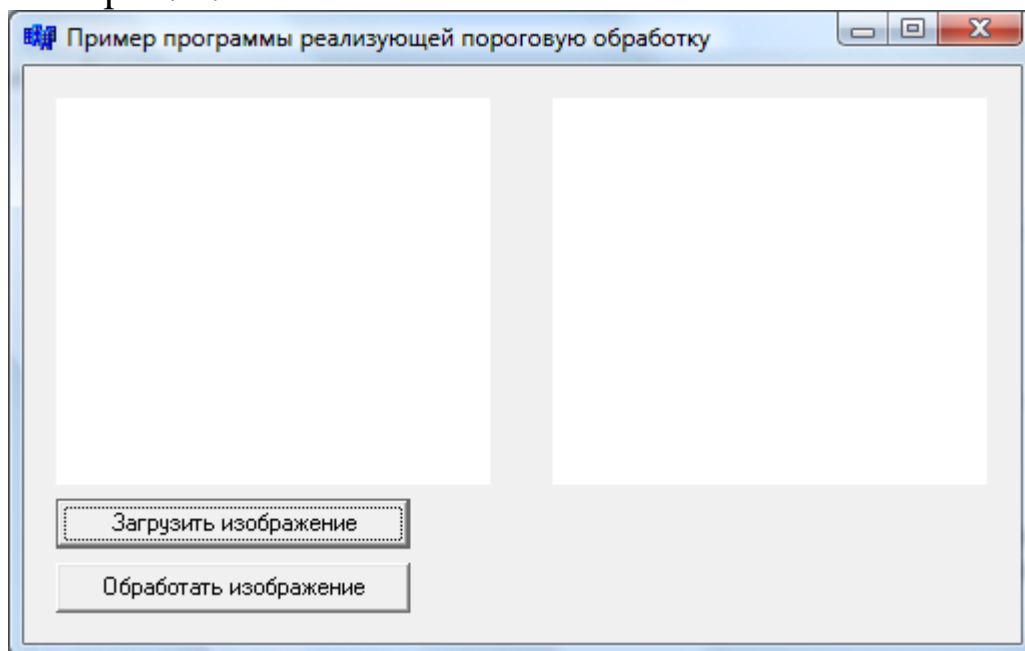 Пример программы реализующей пороговую обработку
Загрузить изображение
Обработать изображение